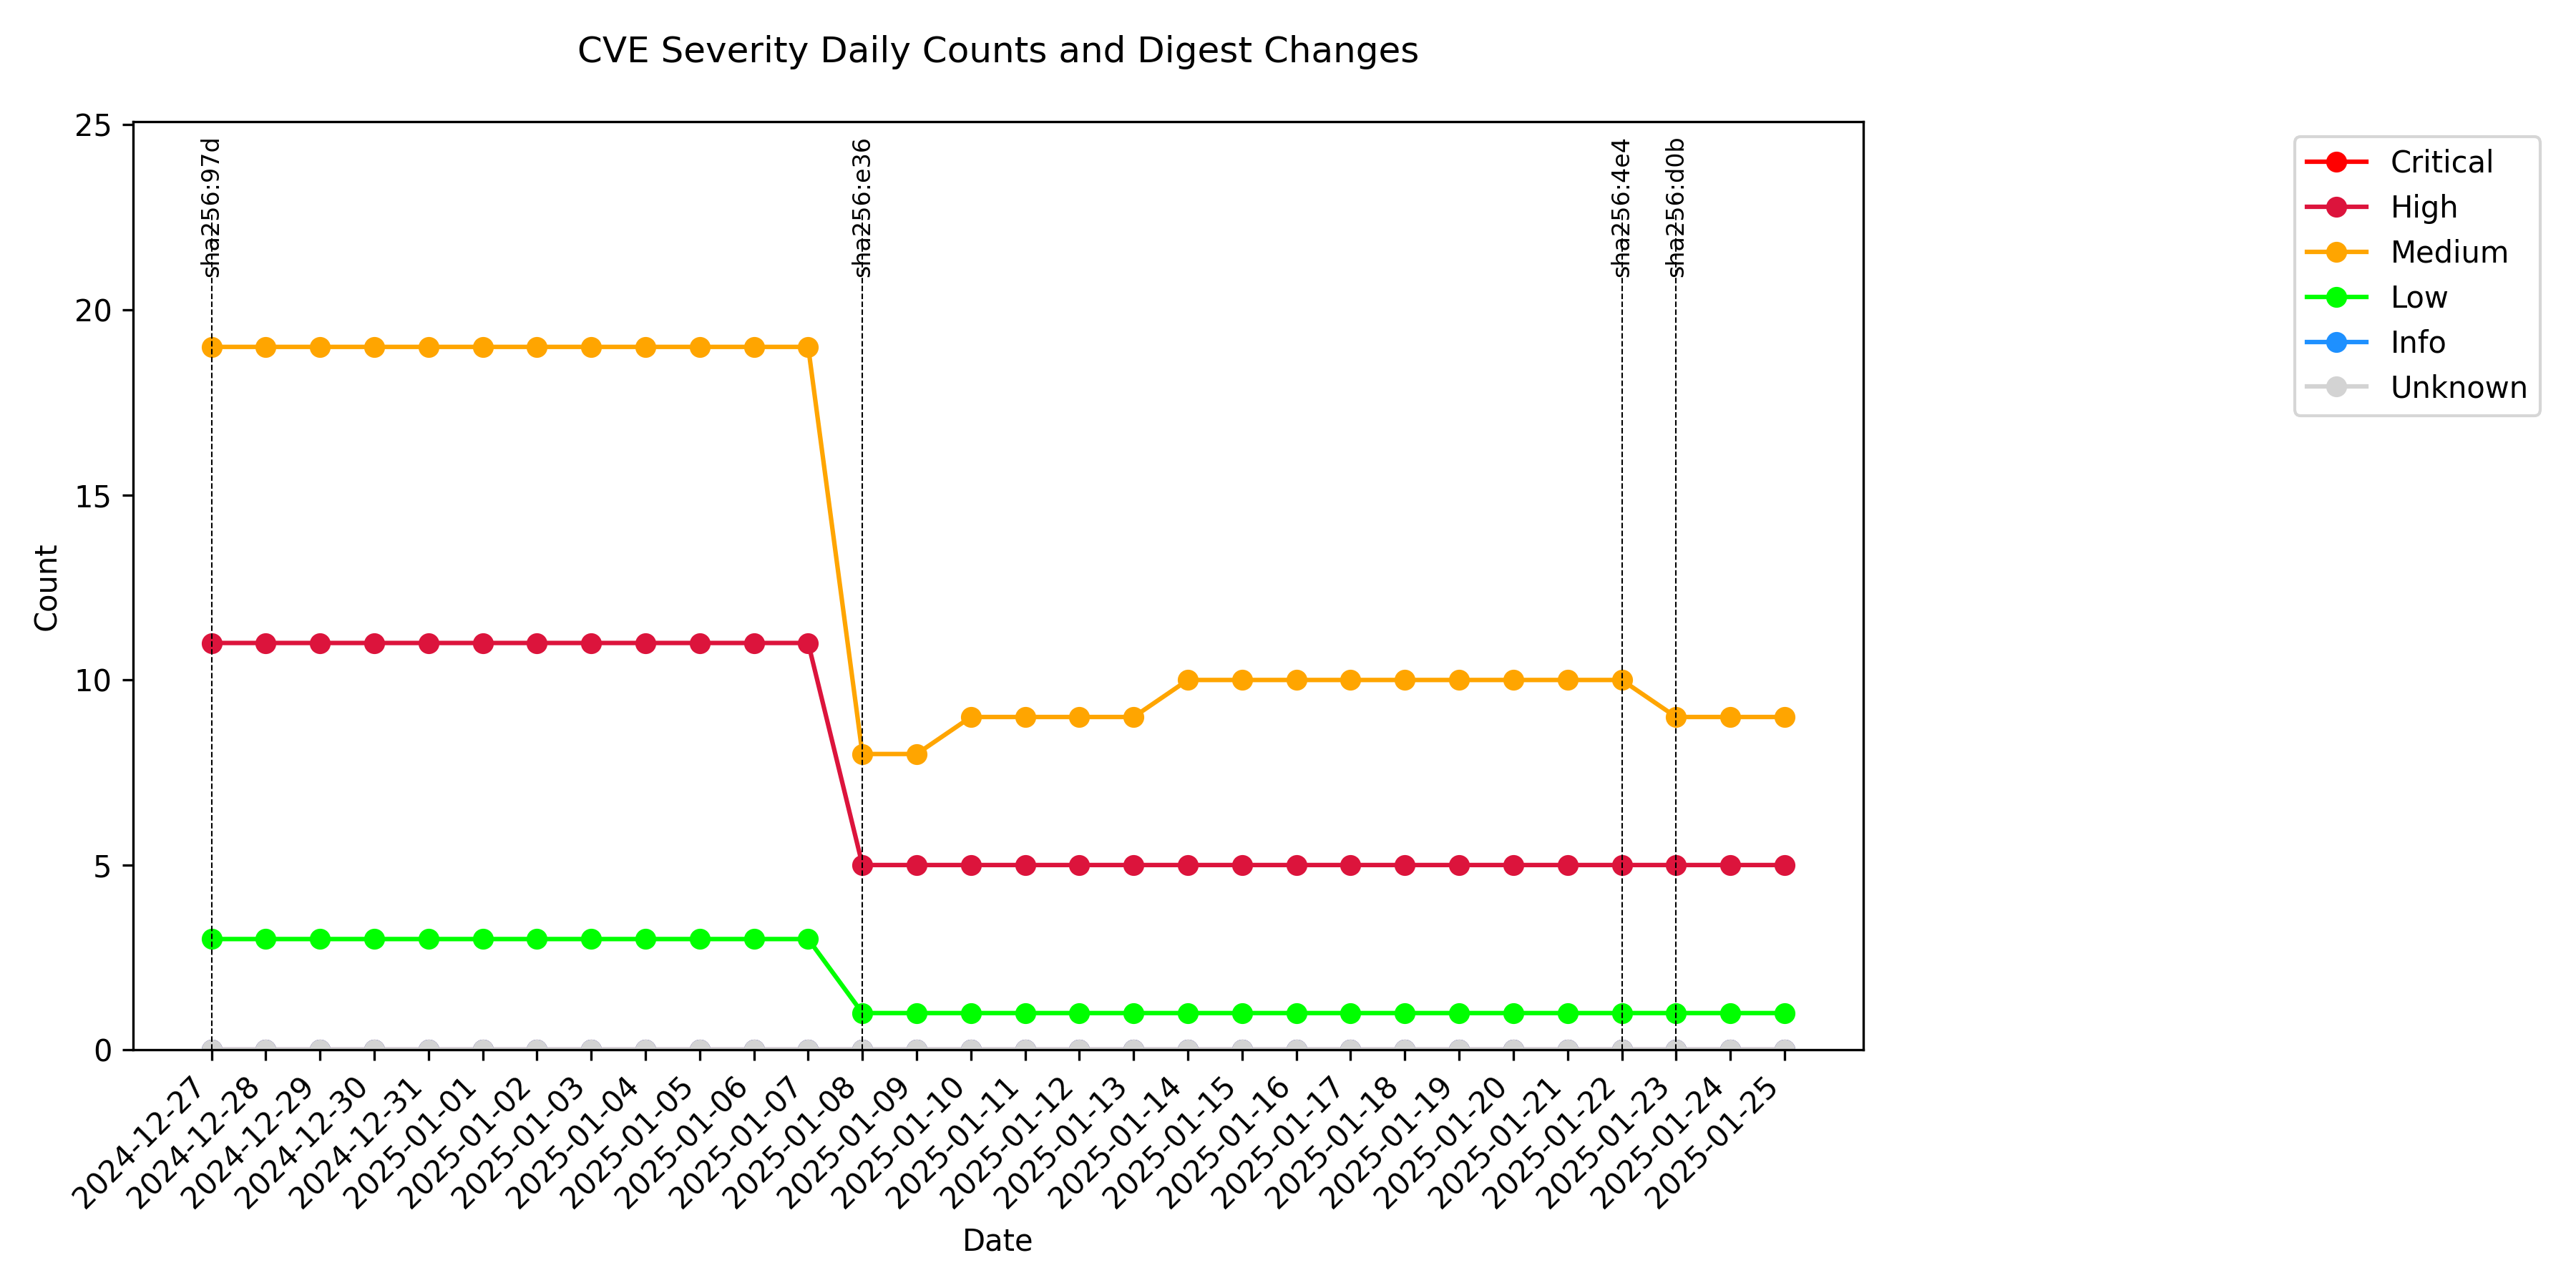 CVE Severity Daily Counts and Digest Changes
25
20
15
10
5
0
Count
sha256:97d
sha256:e36
sha256:4e4
sha256:d0b
Critical
High
Medium
Low
Info
Unknown
2024-12-27
2024-12-28
2024-12-29
2024-12-30
2024-12-31
2025-01-01
2025-01-02
2025-01-03
2025-01-04
2025-01-05
2025-01-06
2025-01-07
2025-01-08
2025-01-09
2025-01-10
2025-01-11
2025-01-12
2025-01-13
2025-01-14
2025-01-15
2025-01-16
2025-01-17
2025-01-18
2025-01-19
2025-01-20
2025-01-21
2025-01-22
2025-01-23
2025-01-24
2025-01-25
Date